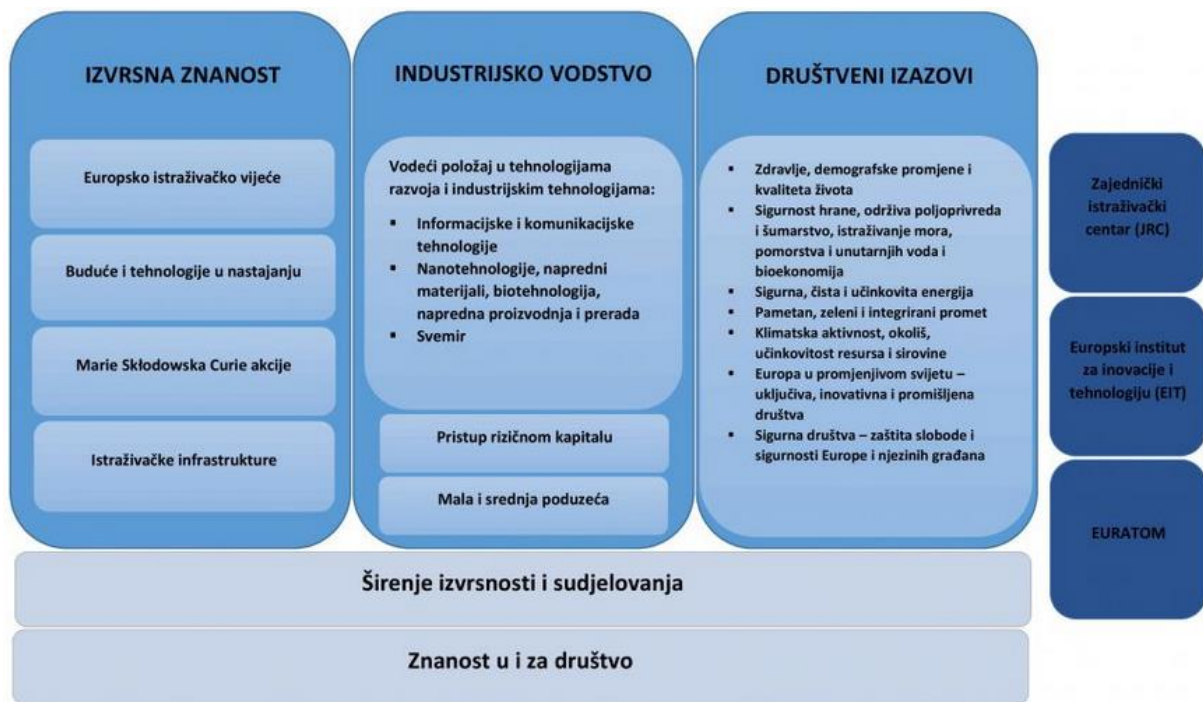 IZVRSNA ZNANOST
Europsko istraživačko vijeće
Buduće i tehnologije u nastajanju
Marie Skłodowska Curie akcije
Istraživačke infrastrukture
INDUSTRIJSKO VODSTVO
Vodeći položaj u tehnologijama
razvoja i industrijskim tehnologijama:
▪ Informacijske i komunikacijske
tehnologije
▪ Nanotehnologije, napredni
materijali, biotehnologija,
napredna proizvodnja i prerada
▪ Svemir
Pristup rizičnom kapitalu
Mala i srednja poduzeća
DRUŠTVENI IZAZOVI
▪ Zdravlje, demografske promjene i
kvaliteta života
▪ Sigurnost hrane, održiva poljoprivreda
i šumarstvo, istraživanje mora,
pomorstva i unutarnjih voda i
bioekonomija
▪ Sigurna, čista i učinkovita energija
▪ Pametan, zeleni i integrirani promet
▪ Klimatska aktivnost, okoliš,
učinkovitost resursa i sirovine
▪ Europa u promjenjivom svijetu –
uključiva, inovativna i promišljena
društva
▪ Sigurna društva – zaštita slobode i
sigurnosti Europe i njezinih građana
Zajednički
istraživački
centar (JRC)
Europski institut
za inovacije i
tehnologiju (EIT)
EURATOM
Širenje izvrsnosti i sudjelovanja
Znanost u i za društvo